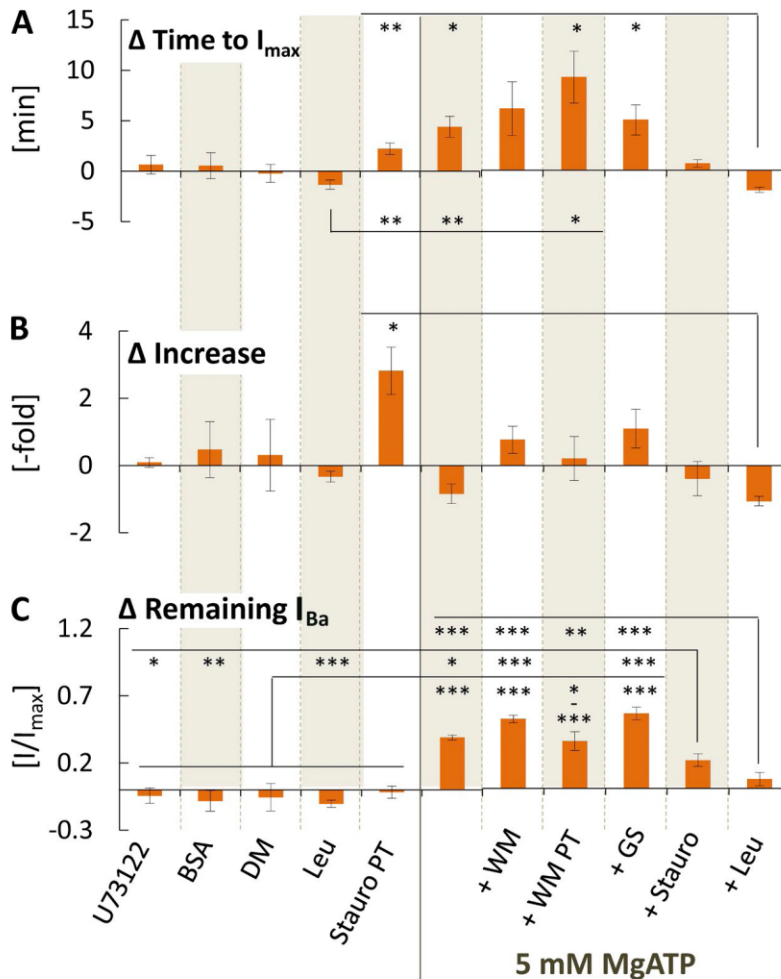 A
Δ Time to Imax
[min]
15
10
5
0
-5
** * * *
** ** *
B
Δ Increase
[-fold]
4
2
0
-2
*
C
Δ Remaining IBa
[I/Imax]
1.2
0.7
0.2
-0.3
*** *** ** ***
* ** *** * *** ***
*** *** * ***
-
***
U73122
BSA
DM
Leu
Stauro PT
+ WM
+ WM PT
+ GS
+ Stauro
+ Leu
5 mM MgATP